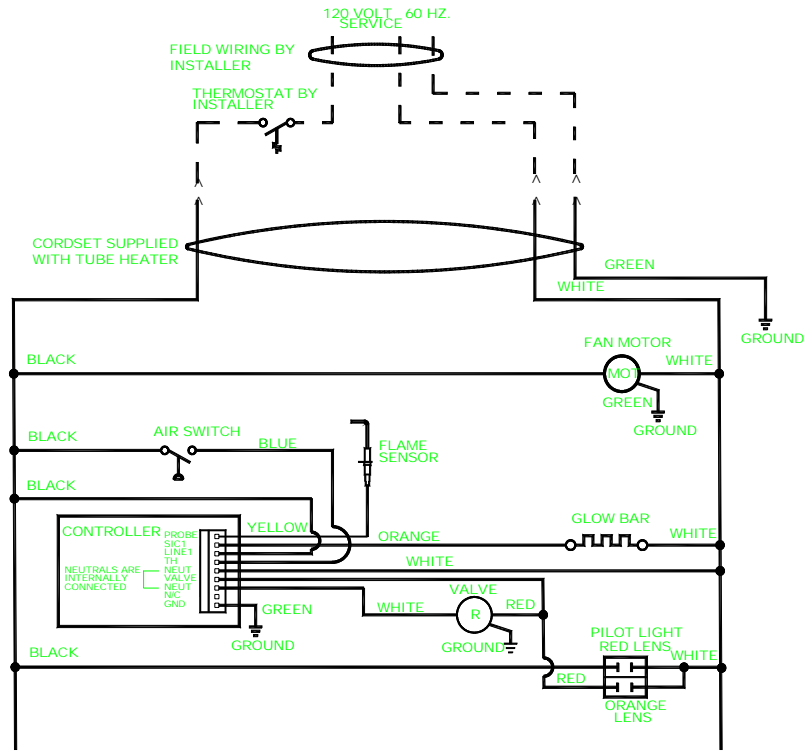 120 VOLT 60 HZ.
SERVICE
FIELD WIRING BY
INSTALLER
THERMOSTAT BY
INSTALLER
CORDSET SUPPLIED
WITH TUBE HEATER
GREEN
WHITE
GROUND
FAN MOTOR
BLACK
WHITE
MOT
GREEN
GROUND
AIR SWITCH
BLACK
BLUE
FLAME
SENSOR
BLACK
GLOW BAR
CONTROLLER
PROBE
SIC1
LINE1
TH
NEUT
VALVE
NEUT
N/C
GND
NEUTRALS ARE
INTERNALLY
CONNECTED
YELLOW
ORANGE
WHITE
WHITE
VALVE
WHITE
R
RED
GREEN
GROUND
GROUND
PILOT LIGHT
RED LENS
BLACK
WHITE
RED
ORANGE
LENS